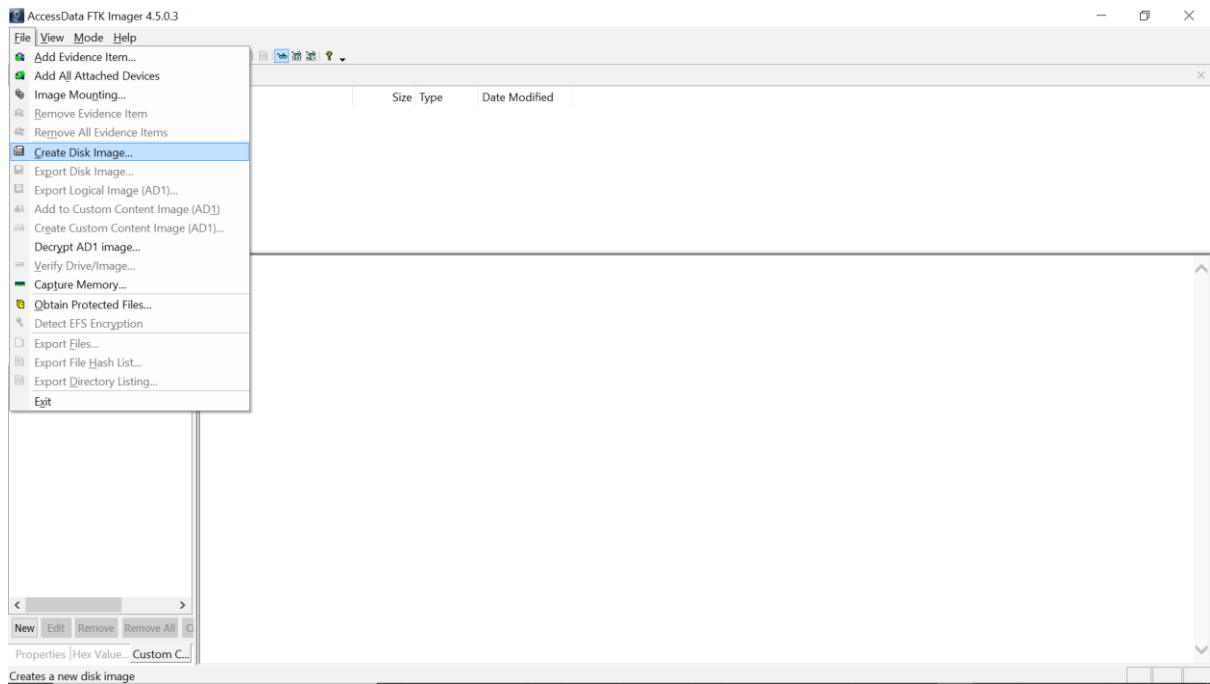 AccessData FTK Imager 4.5.0.3
File View Mode Help
Add Evidence Item...
Add All Attached Devices
Image Mounting...
Remove Evidence Item
Remove All Evidence Items
Create Disk Image...
Export Disk Image...
Export Logical Image (AD1)...
Add to Custom Content Image (AD1)
Create Custom Content Image (AD1)...
Decrypt AD1 image...
Verify Drive/Image...
Capture Memory...
Obtain Protected Files...
Detect EFS Encryption
Export Files...
Export File Hash List...
Export Directory Listing...
Exit
Size Type Date Modified
New Edit Remove Remove All
Properties Hex Value... Custom C...
Creates a new disk image